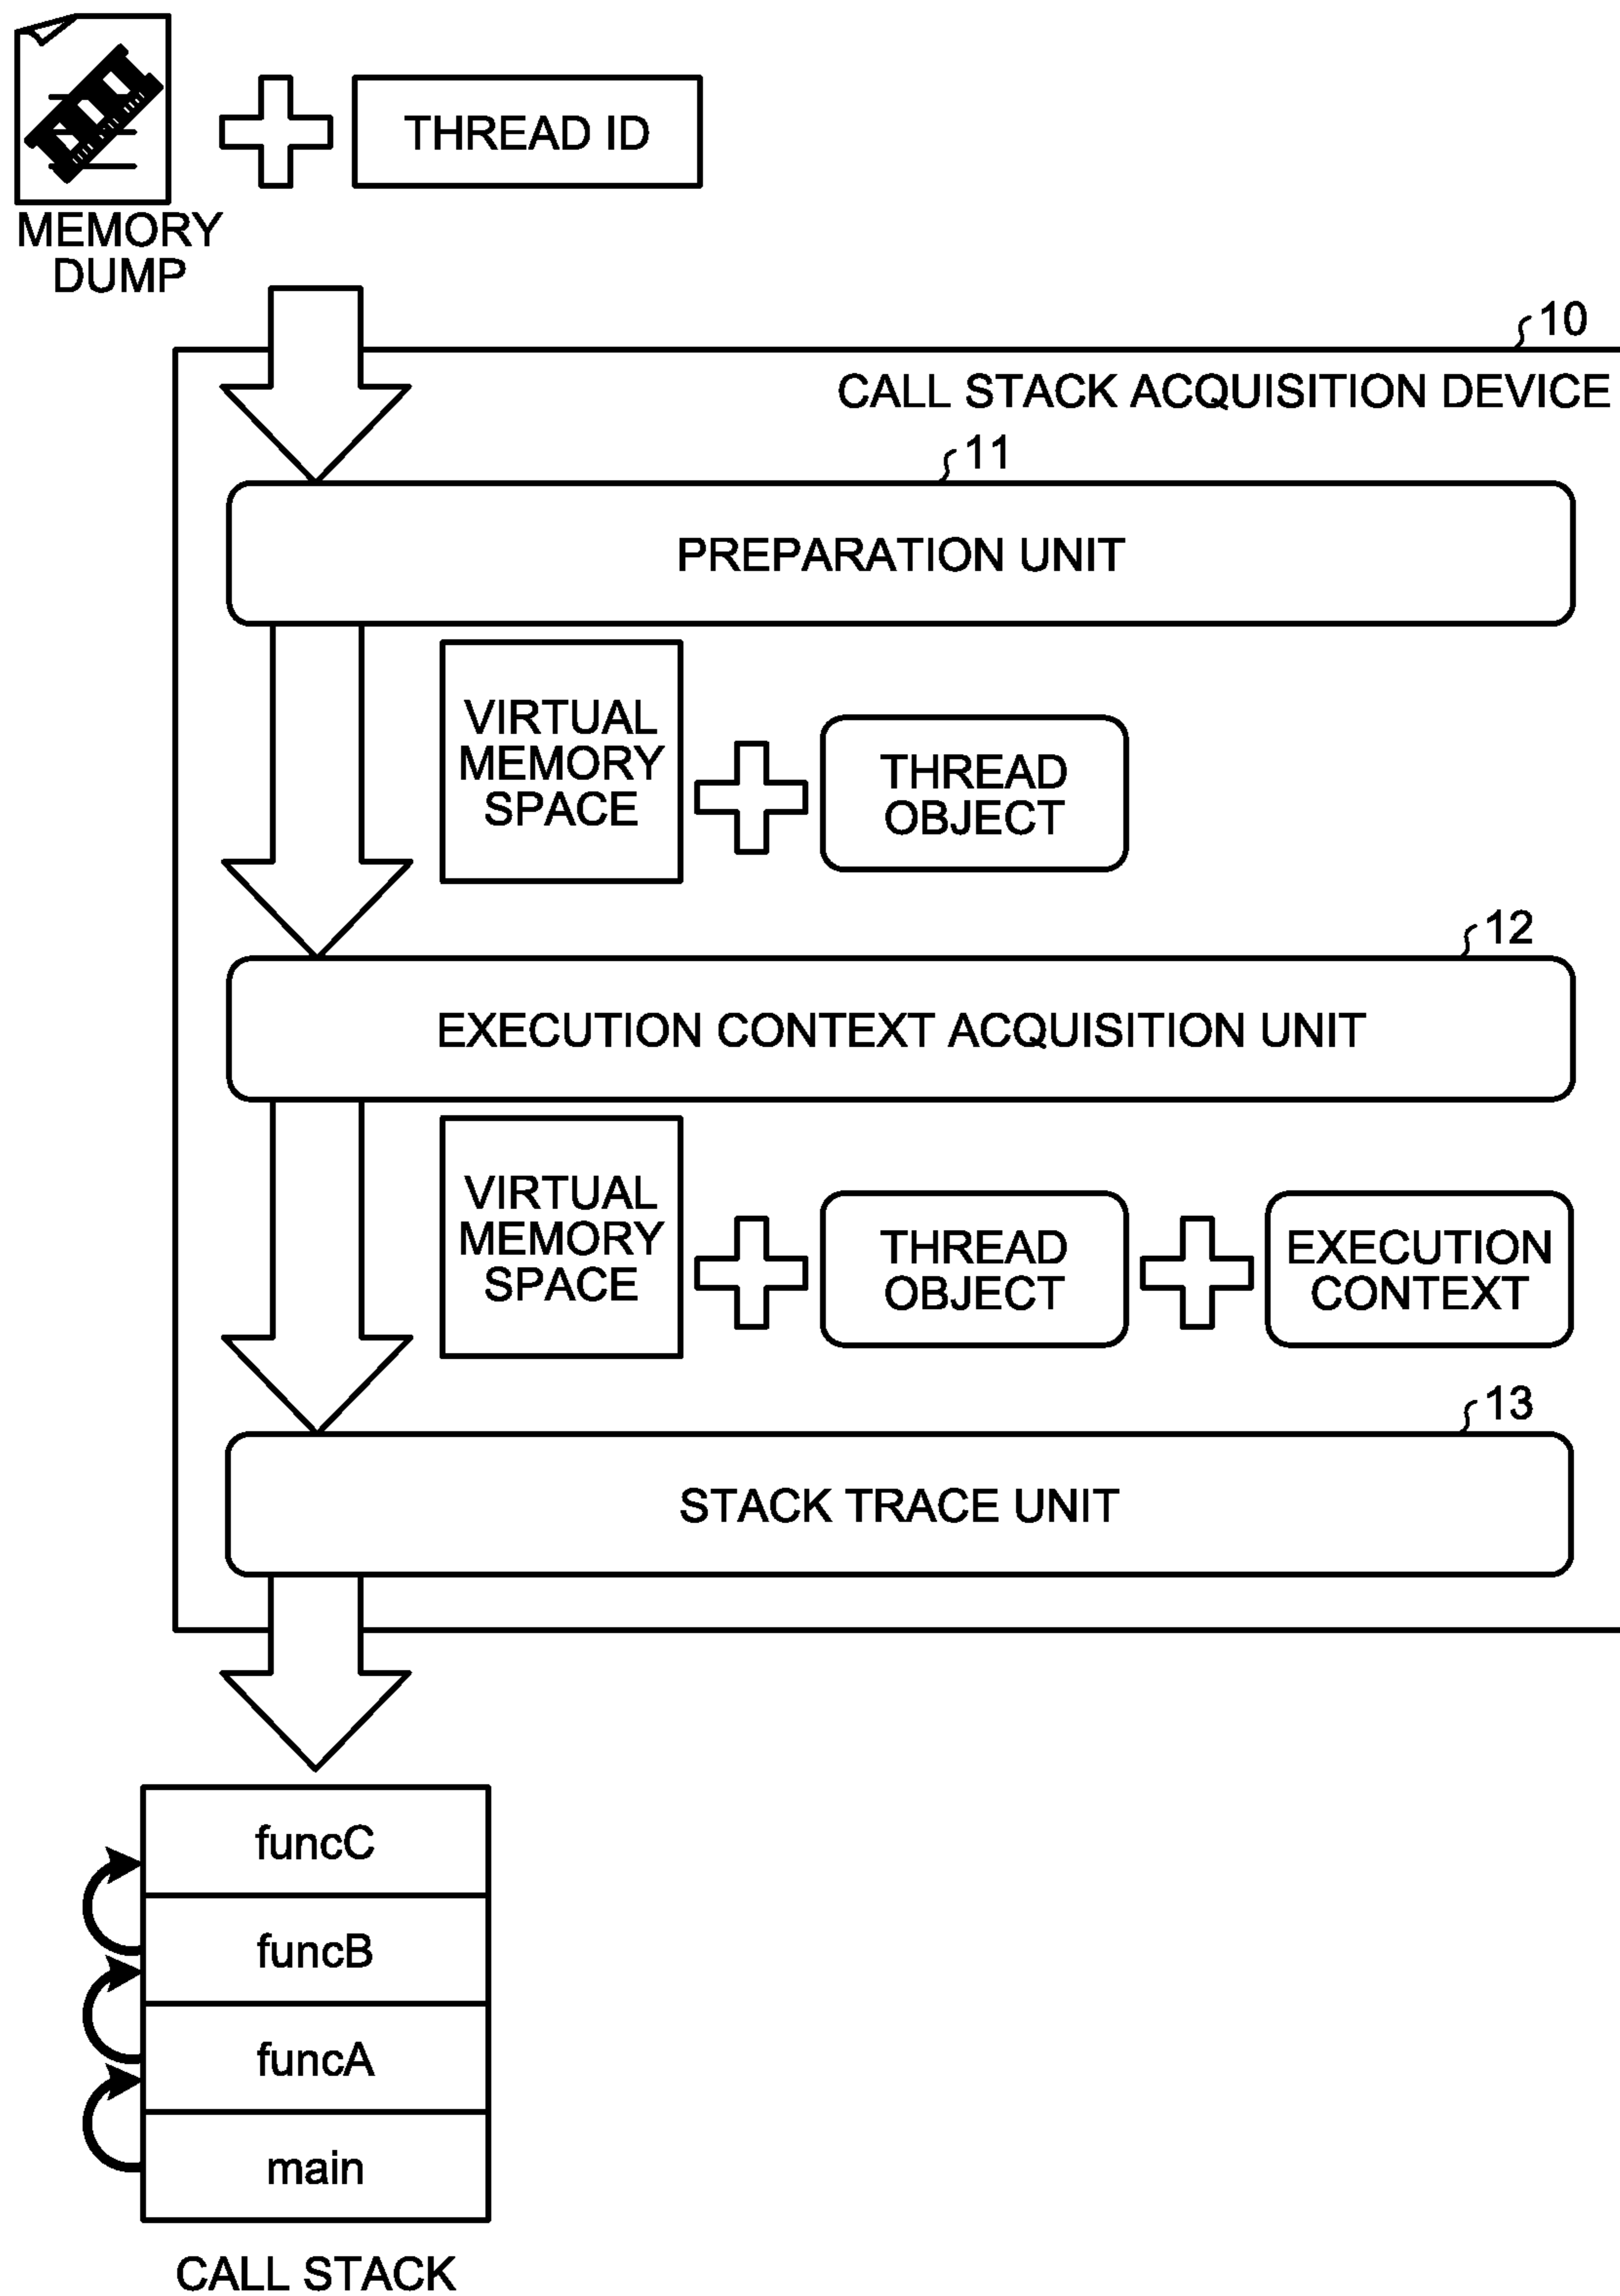 THREAD ID
MEMORY
DUMP
10
CALL STACK ACQUISITION DEVICE
11
PREPARATION UNIT
VIRTUAL
MEMORY
SPACE
THREAD
OBJECT
12
EXECUTION CONTEXT ACQUISITION UNIT
VIRTUAL
MEMORY
SPACE
THREAD
OBJECT
EXECUTION
CONTEXT
13
STACK TRACE UNIT
funcC
funcB
funcA
main
CALL STACK